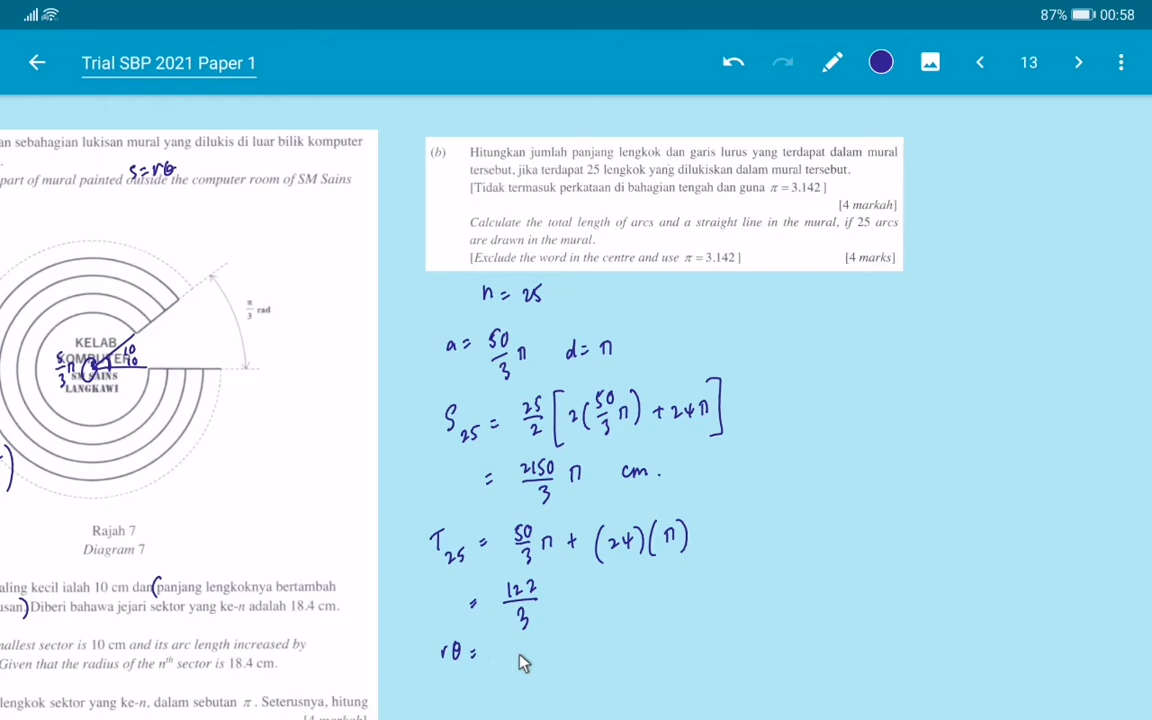 87% 00:58
Trial SBP 2021 Paper 1
13
an sebahagian lukisan mural yang dilukis di luar bilik komputer
s=rθ
part of mural painted outside the computer room of SM Sains
π/3 rad
KELAB
KOMPUTER
SM SAINS
LANGKAWI
5/3 π
10
10
Rajah 7
Diagram 7
aling kecil ialah 10 cm dan (panjang lengkoknya bertambah
usan) Diberi bahawa jejari sektor yang ke-n adalah 18.4 cm.
mallest sector is 10 cm and its arc length increased by
Given that the radius of the nth sector is 18.4 cm.
lengkok sektor yang ke-n, dalam sebutan π. Seterusnya, hitung
[4 markah]
(b) Hitungkan jumlah panjang lengkok dan garis lurus yang terdapat dalam mural
tersebut, jika terdapat 25 lengkok yang dilukiskan dalam mural tersebut.
[Tidak termasuk perkataan di bahagian tengah dan guna π = 3.142 ]
[4 markah]
Calculate the total length of arcs and a straight line in the mural, if 25 arcs
are drawn in the mural.
[Exclude the word in the centre and use π = 3.142 ] [4 marks]
n = 25
a = 50/3 π d = π
S25 = 25/2 [2(50/3 π) + 24π]
= 2150/3 π cm.
T25 = 50/3 π + (24)(π)
= 122/3
rθ =